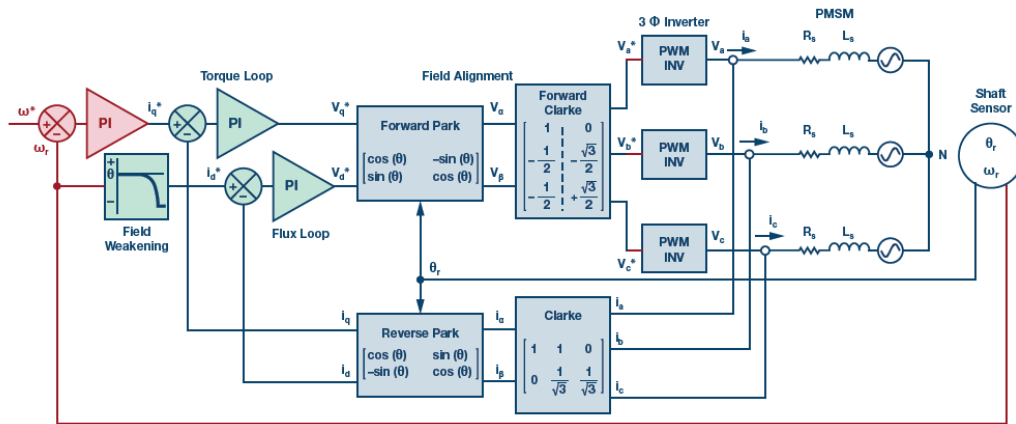 3 Φ Inverter
PMSM
Torque Loop
Field Alignment
Shaft
Sensor
ω*
+
−
ωr
PI
iq*
+
−
PI
Vq*
Forward Park
cos (θ) −sin (θ)
sin (θ) cos (θ)
Vα
Vβ
Forward
Clarke
1 0
−1/2 −√3/2
−1/2 +√3/2
Va*
PWM
INV
Va
ia
Rs
Ls
Vb*
PWM
INV
Vb
ib
Rs
Ls
N
θr
ωr
Vc*
PWM
INV
Vc
ic
Rs
Ls
+
θ
−
Field
Weakening
id*
+
−
PI
Vd*
Flux Loop
θr
iq
id
Reverse Park
cos (θ) sin (θ)
−sin (θ) cos (θ)
iα
iβ
Clarke
1 1 0
0 1/√3 1/√3
ia
ib
ic